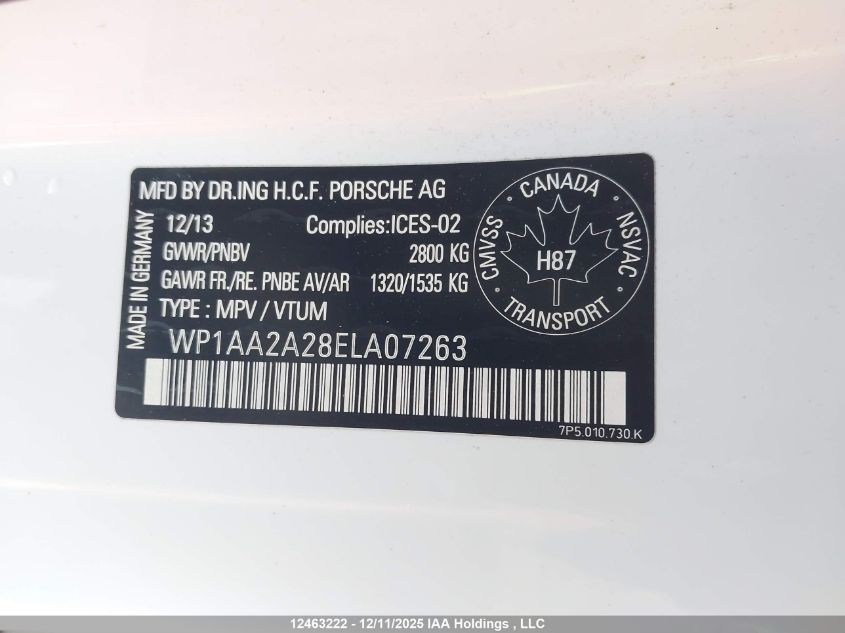 MFD BY DR.ING H.C.F. PORSCHE AG
MADE IN GERMANY
12/13 Complies:ICES-02
GVWR/PNBV 2800 KG
GAWR FR./RE. PNBE AV/AR 1320/1535 KG
TYPE : MPV / VTUM
WP1AA2A28ELA07263
7P5.010.730.K
CANADA
CMVSS
NSVAC
H87
TRANSPORT
12463222 - 12/11/2025 IAA Holdings , LLC